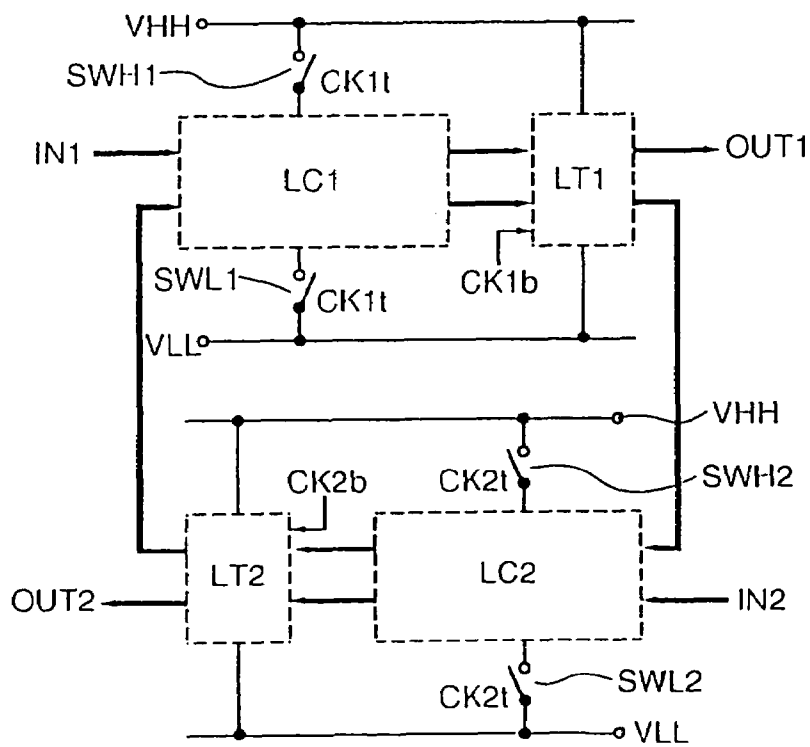 VHH
SWH1
CK1t
IN1
LC1
LT1
OUT1
SWL1
CK1t
CK1b
VLL
VHH
CK2b
CK2t
SWH2
LT2
LC2
OUT2
IN2
CK2t
SWL2
VLL